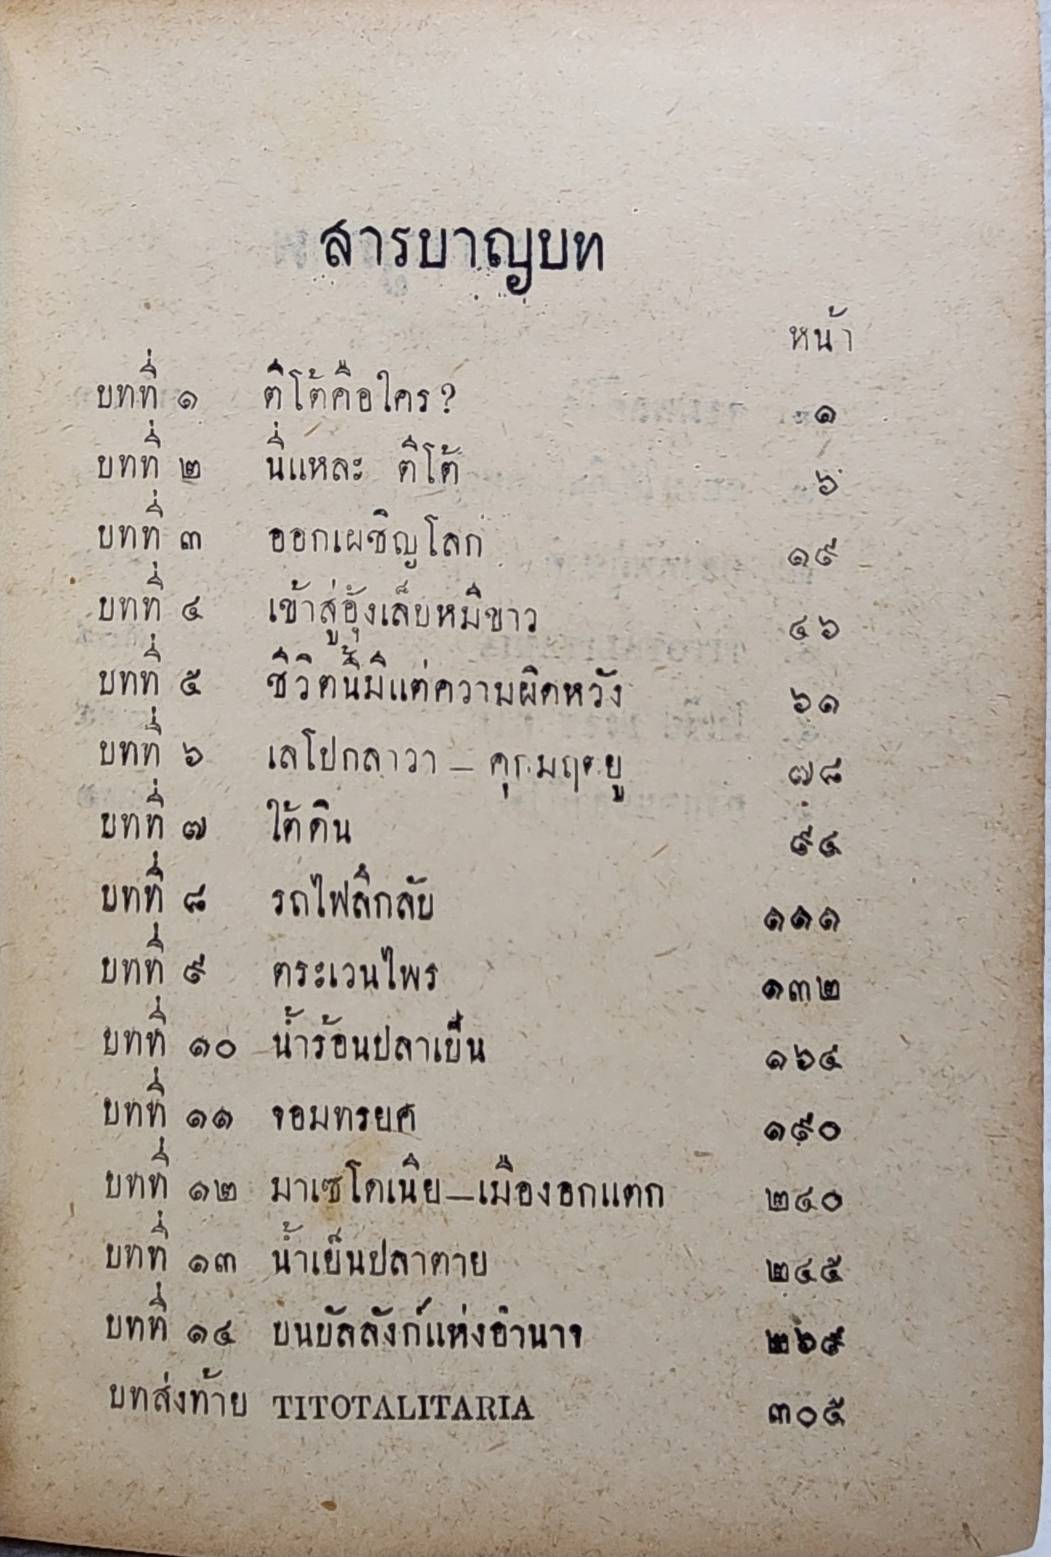 สารบาญบท
หน้า
บทที่ ๑ ติโต้คือใคร? ๑
บทที่ ๒ นี่แหละ ติโต้ ๖
บทที่ ๓ ออกเผชิญโลก ๑๙
บทที่ ๔ เข้าสู่อุ้งเล็บหมีขาว ๔๖
บทที่ ๕ ชีวิตนี้มีแต่ความผิดหวัง ๖๑
บทที่ ๖ เลโปกลาวา – คุกมฤตยู ๗๘
บทที่ ๗ ใต้ดิน ๙๔
บทที่ ๘ รถไฟลึกลับ ๑๑๑
บทที่ ๙ ตระเวนไพร ๑๓๒
บทที่ ๑๐ น้ำร้อนปลาเย็น ๑๖๔
บทที่ ๑๑ จอมทรยศ ๑๙๐
บทที่ ๑๒ มาเซโดเนีย–เมืองอกแตก ๒๔๐
บทที่ ๑๓ น้ำเย็นปลาตาย ๒๔๕
บทที่ ๑๔ บนบัลลังก์แห่งอำนาจ ๒๖๙
บทส่งท้าย TITOTALITARIA ๓๐๕